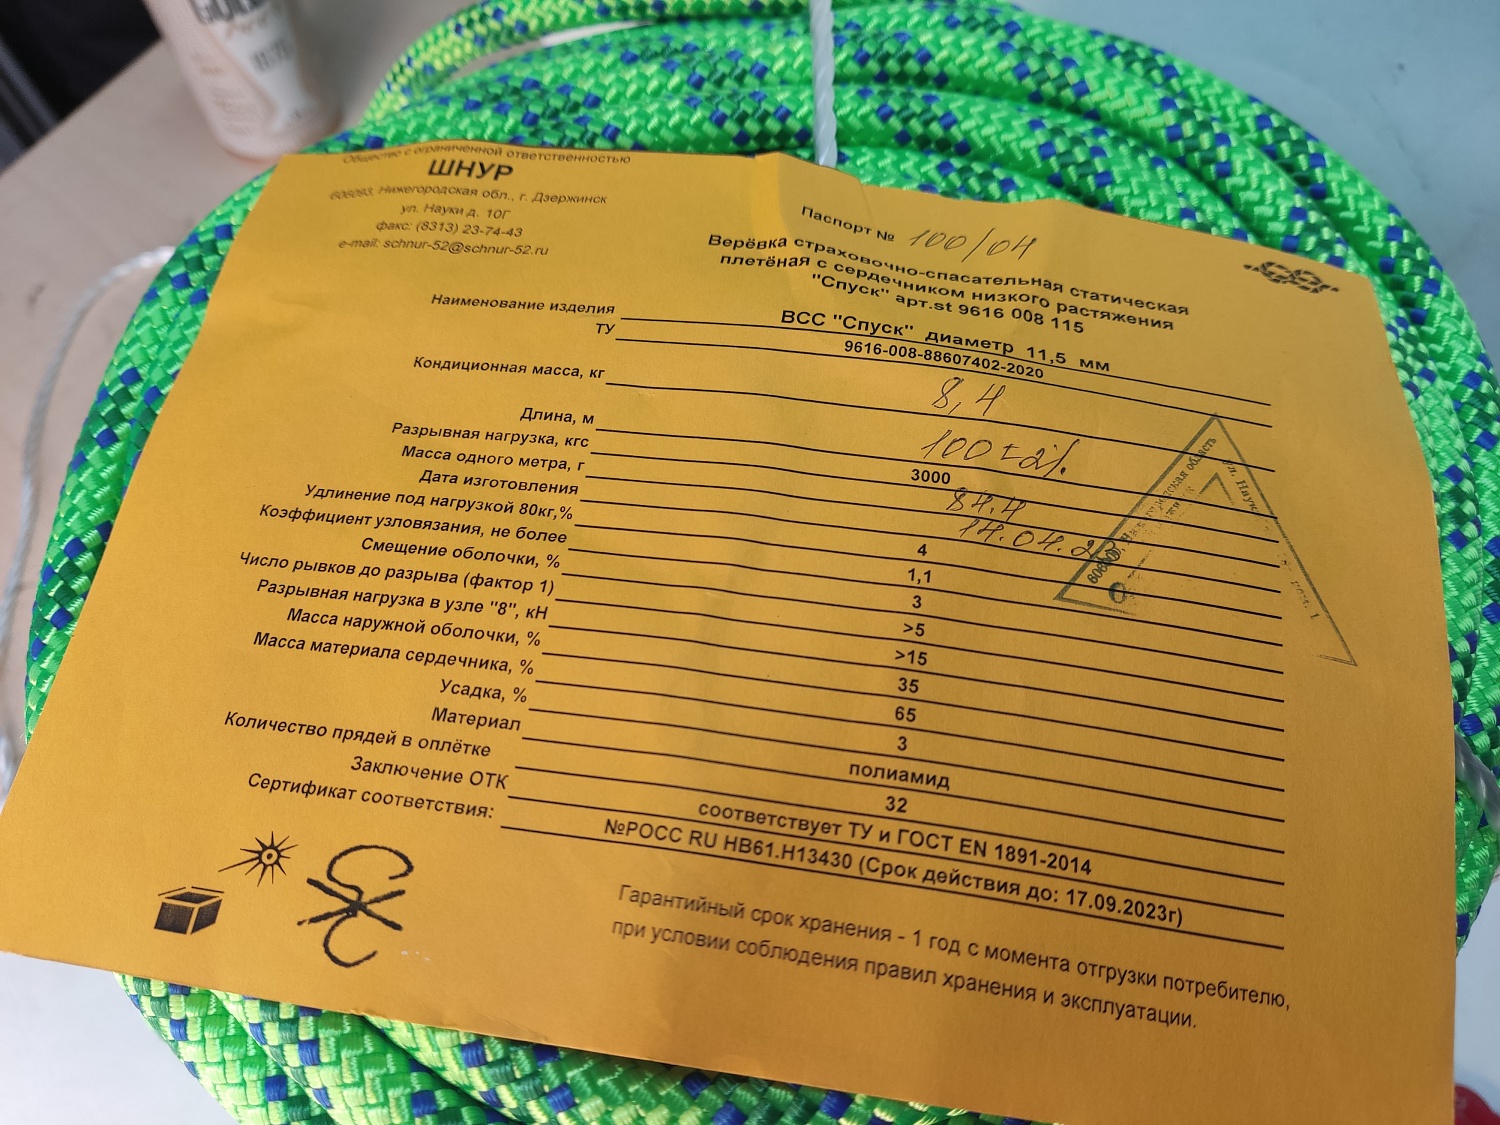 Общество с ограниченной ответственностью
ШНУР
606083, Нижегородская обл., г. Дзержинск
ул. Науки д. 10Г
факс: (8313) 23-74-43
e-mail: schnur-52@schnur-52.ru
Паспорт № 100/04
Верёвка страховочно-спасательная статическая
плетёная с сердечником низкого растяжения
"Спуск" арт.st 9616 008 115
Наименование изделия ВСС "Спуск" диаметр 11,5 мм
ТУ 9616-008-88607402-2020
Кондиционная масса, кг 8,4
Длина, м 100±2%
Разрывная нагрузка, кгс 3000
Масса одного метра, г 84.4
Дата изготовления 14.04.2
Удлинение под нагрузкой 80кг,% 4
Коэффициент узловязания, не более 1,1
Смещение оболочки, % 3
Число рывков до разрыва (фактор 1) >5
Разрывная нагрузка в узле "8", кН >15
Масса наружной оболочки, % 35
Масса материала сердечника, % 65
Усадка, % 3
Материал полиамид
Количество прядей в оплётке 32
Заключение ОТК соответствует ТУ и ГОСТ EN 1891-2014
Сертификат соответствия: №РОСС RU НВ61.Н13430 (Срок действия до: 17.09.2023г)
Гарантийный срок хранения - 1 год с момента отгрузки потребителю,
при условии соблюдения правил хранения и эксплуатации.